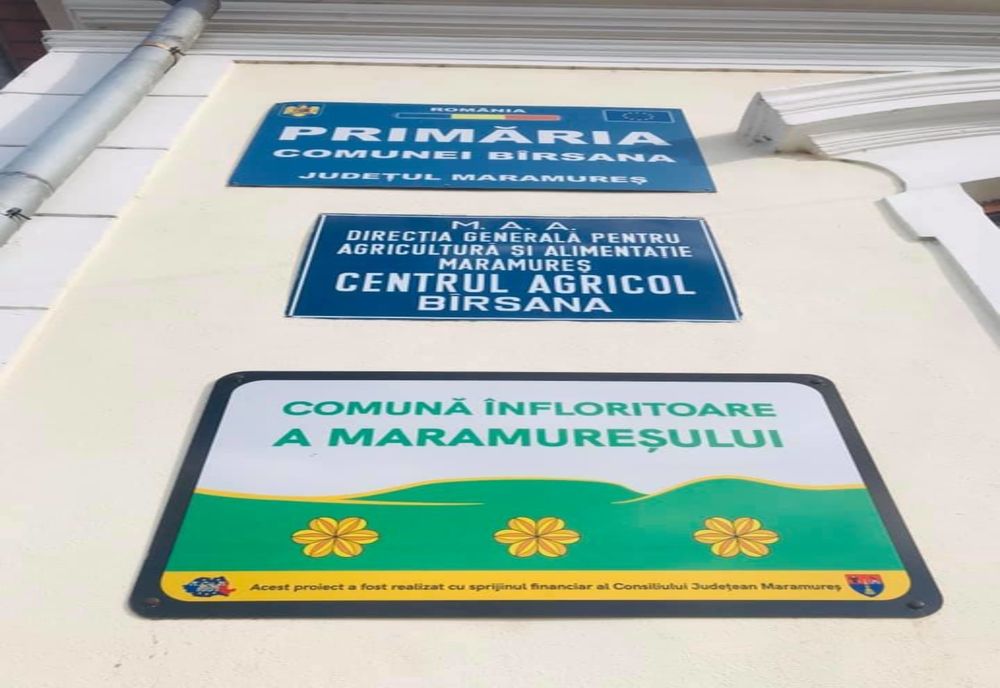 ROMÂNIA
PRIMĂRIA
COMUNEI BÎRSANA
JUDEȚUL MARAMUREȘ
M. A. A.
DIRECȚIA GENERALĂ PENTRU
AGRICULTURĂ ȘI ALIMENTAȚIE
MARAMUREȘ
CENTRUL AGRICOL
BÎRSANA
COMUNĂ ÎNFLORITOARE
A MARAMUREȘULUI
Acest proiect a fost realizat cu sprijinul financiar al Consiliului Județean Maramureș